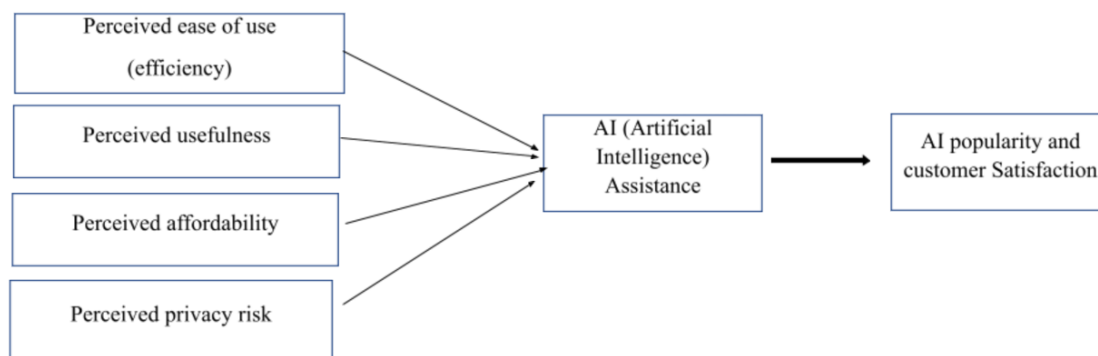 Perceived ease of use
(efficiency)
Perceived usefulness
Perceived affordability
Perceived privacy risk
AI (Artificial
Intelligence)
Assistance
AI popularity and
customer Satisfaction